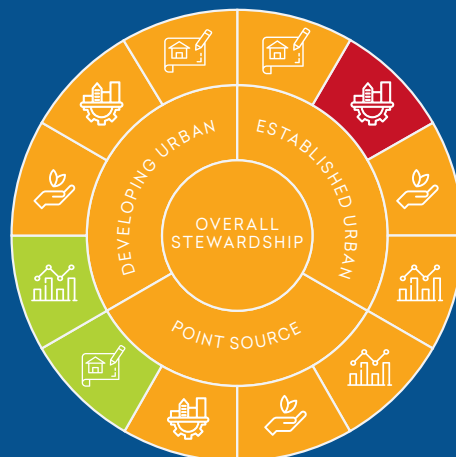 DEVELOPING URBAN
ESTABLISHED URBAN
OVERALL
STEWARDSHIP
POINT SOURCE